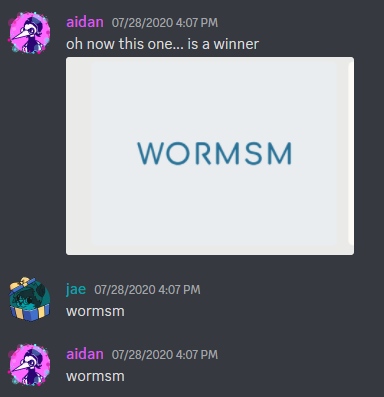 aidan 07/28/2020 4:07 PM
oh now this one... is a winner
WORMSM
jae 07/28/2020 4:07 PM
wormsm
aidan 07/28/2020 4:07 PM
wormsm